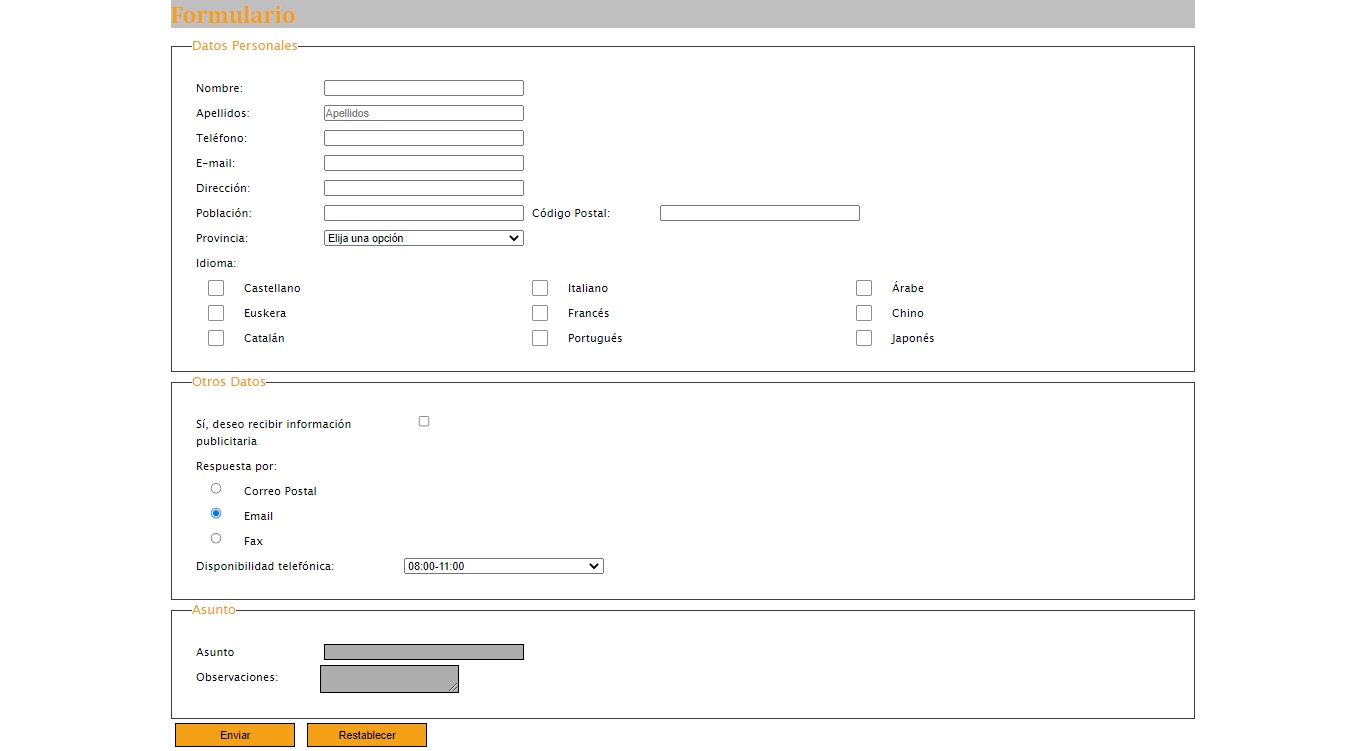 Formulario
Datos Personales
Nombre:
Apellidos: Apellidos
Teléfono:
E-mail:
Dirección:
Población: Código Postal:
Provincia: Elija una opción
Idioma:
Castellano Italiano Árabe
Euskera Francés Chino
Catalán Portugués Japonés
Otros Datos
Sí, deseo recibir información
publicitaria
Respuesta por:
Correo Postal
Email
Fax
Disponibilidad telefónica: 08:00-11:00
Asunto
Asunto
Observaciones:
Enviar Restablecer